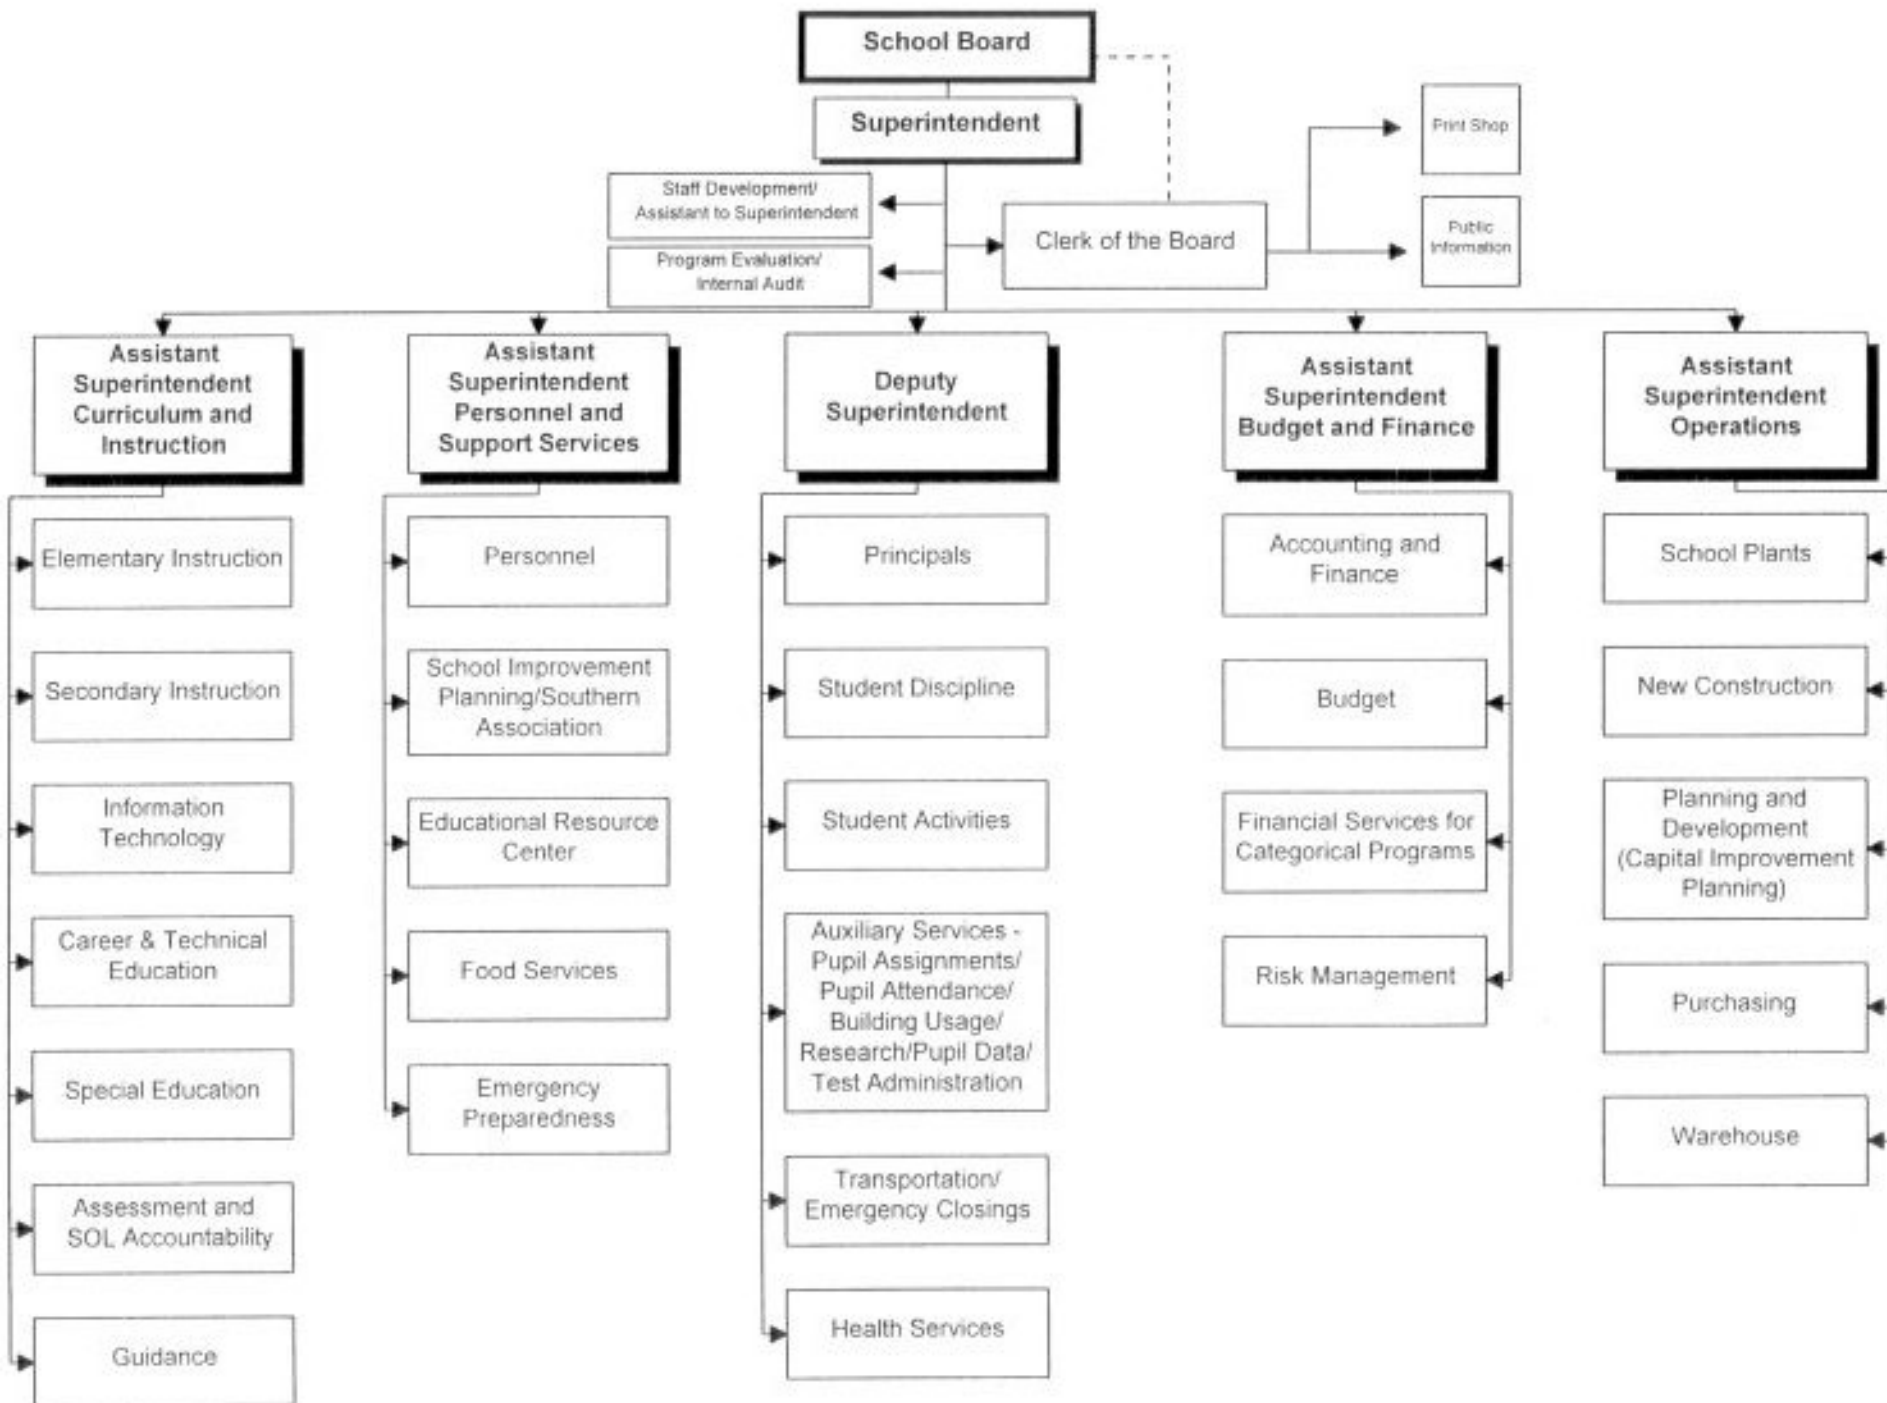 School Board
Superintendent
Print Shop
Staff Development/
Assistant to Superintendent
Clerk of the Board
Public
Information
Program Evaluation/
Internal Audit
Assistant
Superintendent
Curriculum and
Instruction
Assistant
Superintendent
Personnel and
Support Services
Deputy
Superintendent
Assistant
Superintendent
Budget and Finance
Assistant
Superintendent
Operations
Elementary Instruction
Secondary Instruction
Information
Technology
Career & Technical
Education
Special Education
Assessment and
SOL Accountability
Guidance
Personnel
School Improvement
Planning/Southern
Association
Educational Resource
Center
Food Services
Emergency
Preparedness
Principals
Student Discipline
Student Activities
Auxiliary Services -
Pupil Assignments/
Pupil Attendance/
Building Usage/
Research/Pupil Data/
Test Administration
Transportation/
Emergency Closings
Health Services
Accounting and
Finance
Budget
Financial Services for
Categorical Programs
Risk Management
School Plants
New Construction
Planning and
Development
(Capital Improvement
Planning)
Purchasing
Warehouse